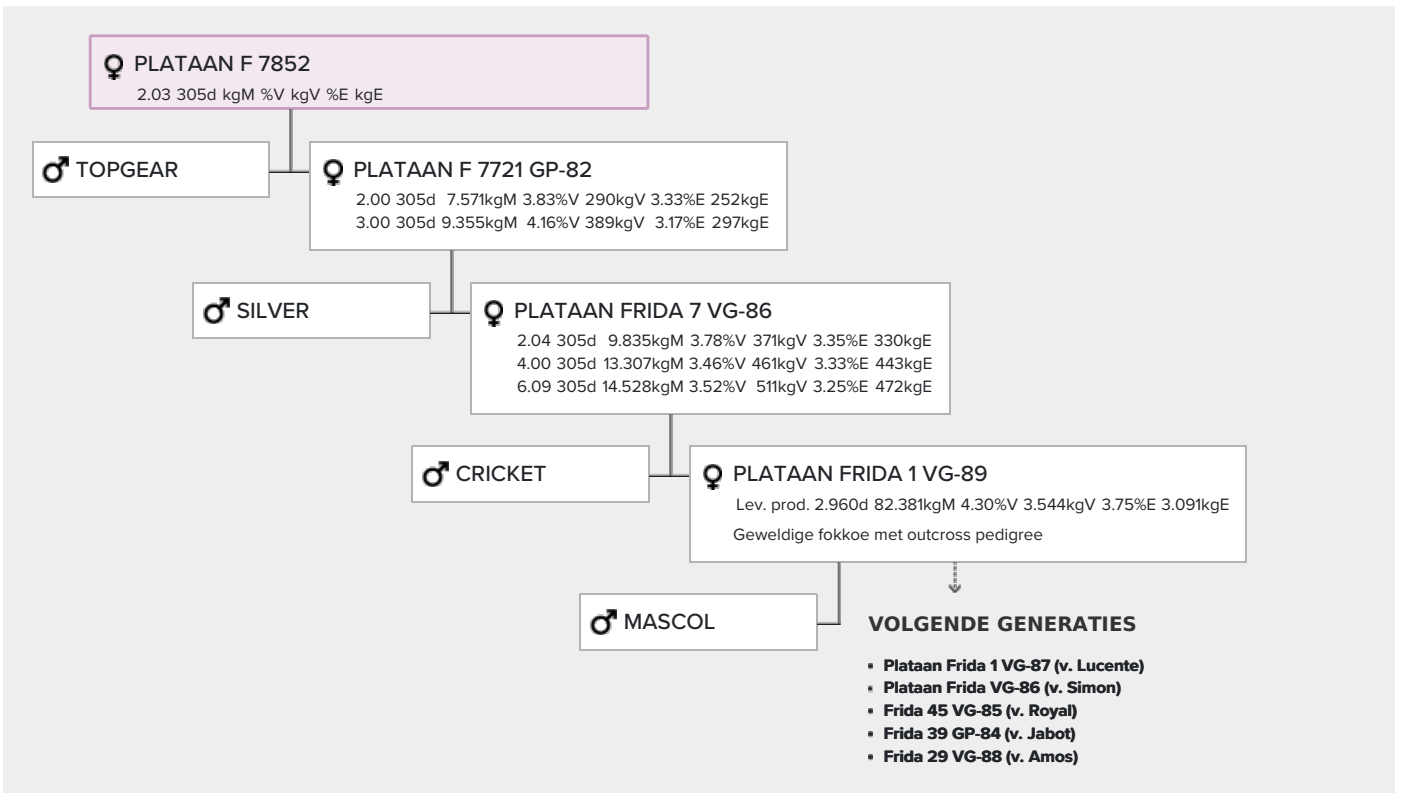 PLATAAN F 7852
2.03 305d kgM %V kgV %E kgE
TOPGEAR
PLATAAN F 7721 GP-82
2.00 305d 7.571kgM 3.83%V 290kgV 3.33%E 252kgE
3.00 305d 9.355kgM 4.16%V 389kgV 3.17%E 297kgE
SILVER
PLATAAN FRIDA 7 VG-86
2.04 305d 9.835kgM 3.78%V 371kgV 3.35%E 330kgE
4.00 305d 13.307kgM 3.46%V 461kgV 3.33%E 443kgE
6.09 305d 14.528kgM 3.52%V 511kgV 3.25%E 472kgE
CRICKET
PLATAAN FRIDA 1 VG-89
Lev. prod. 2.960d 82.381kgM 4.30%V 3.544kgV 3.75%E 3.091kgE
Geweldige fokkoe met outcross pedigree
MASCOL
VOLGENDE GENERATIES
• Plataan Frida 1 VG-87 (v. Lucente)
• Plataan Frida VG-86 (v. Simon)
• Frida 45 VG-85 (v. Royal)
• Frida 39 GP-84 (v. Jabot)
• Frida 29 VG-88 (v. Amos)